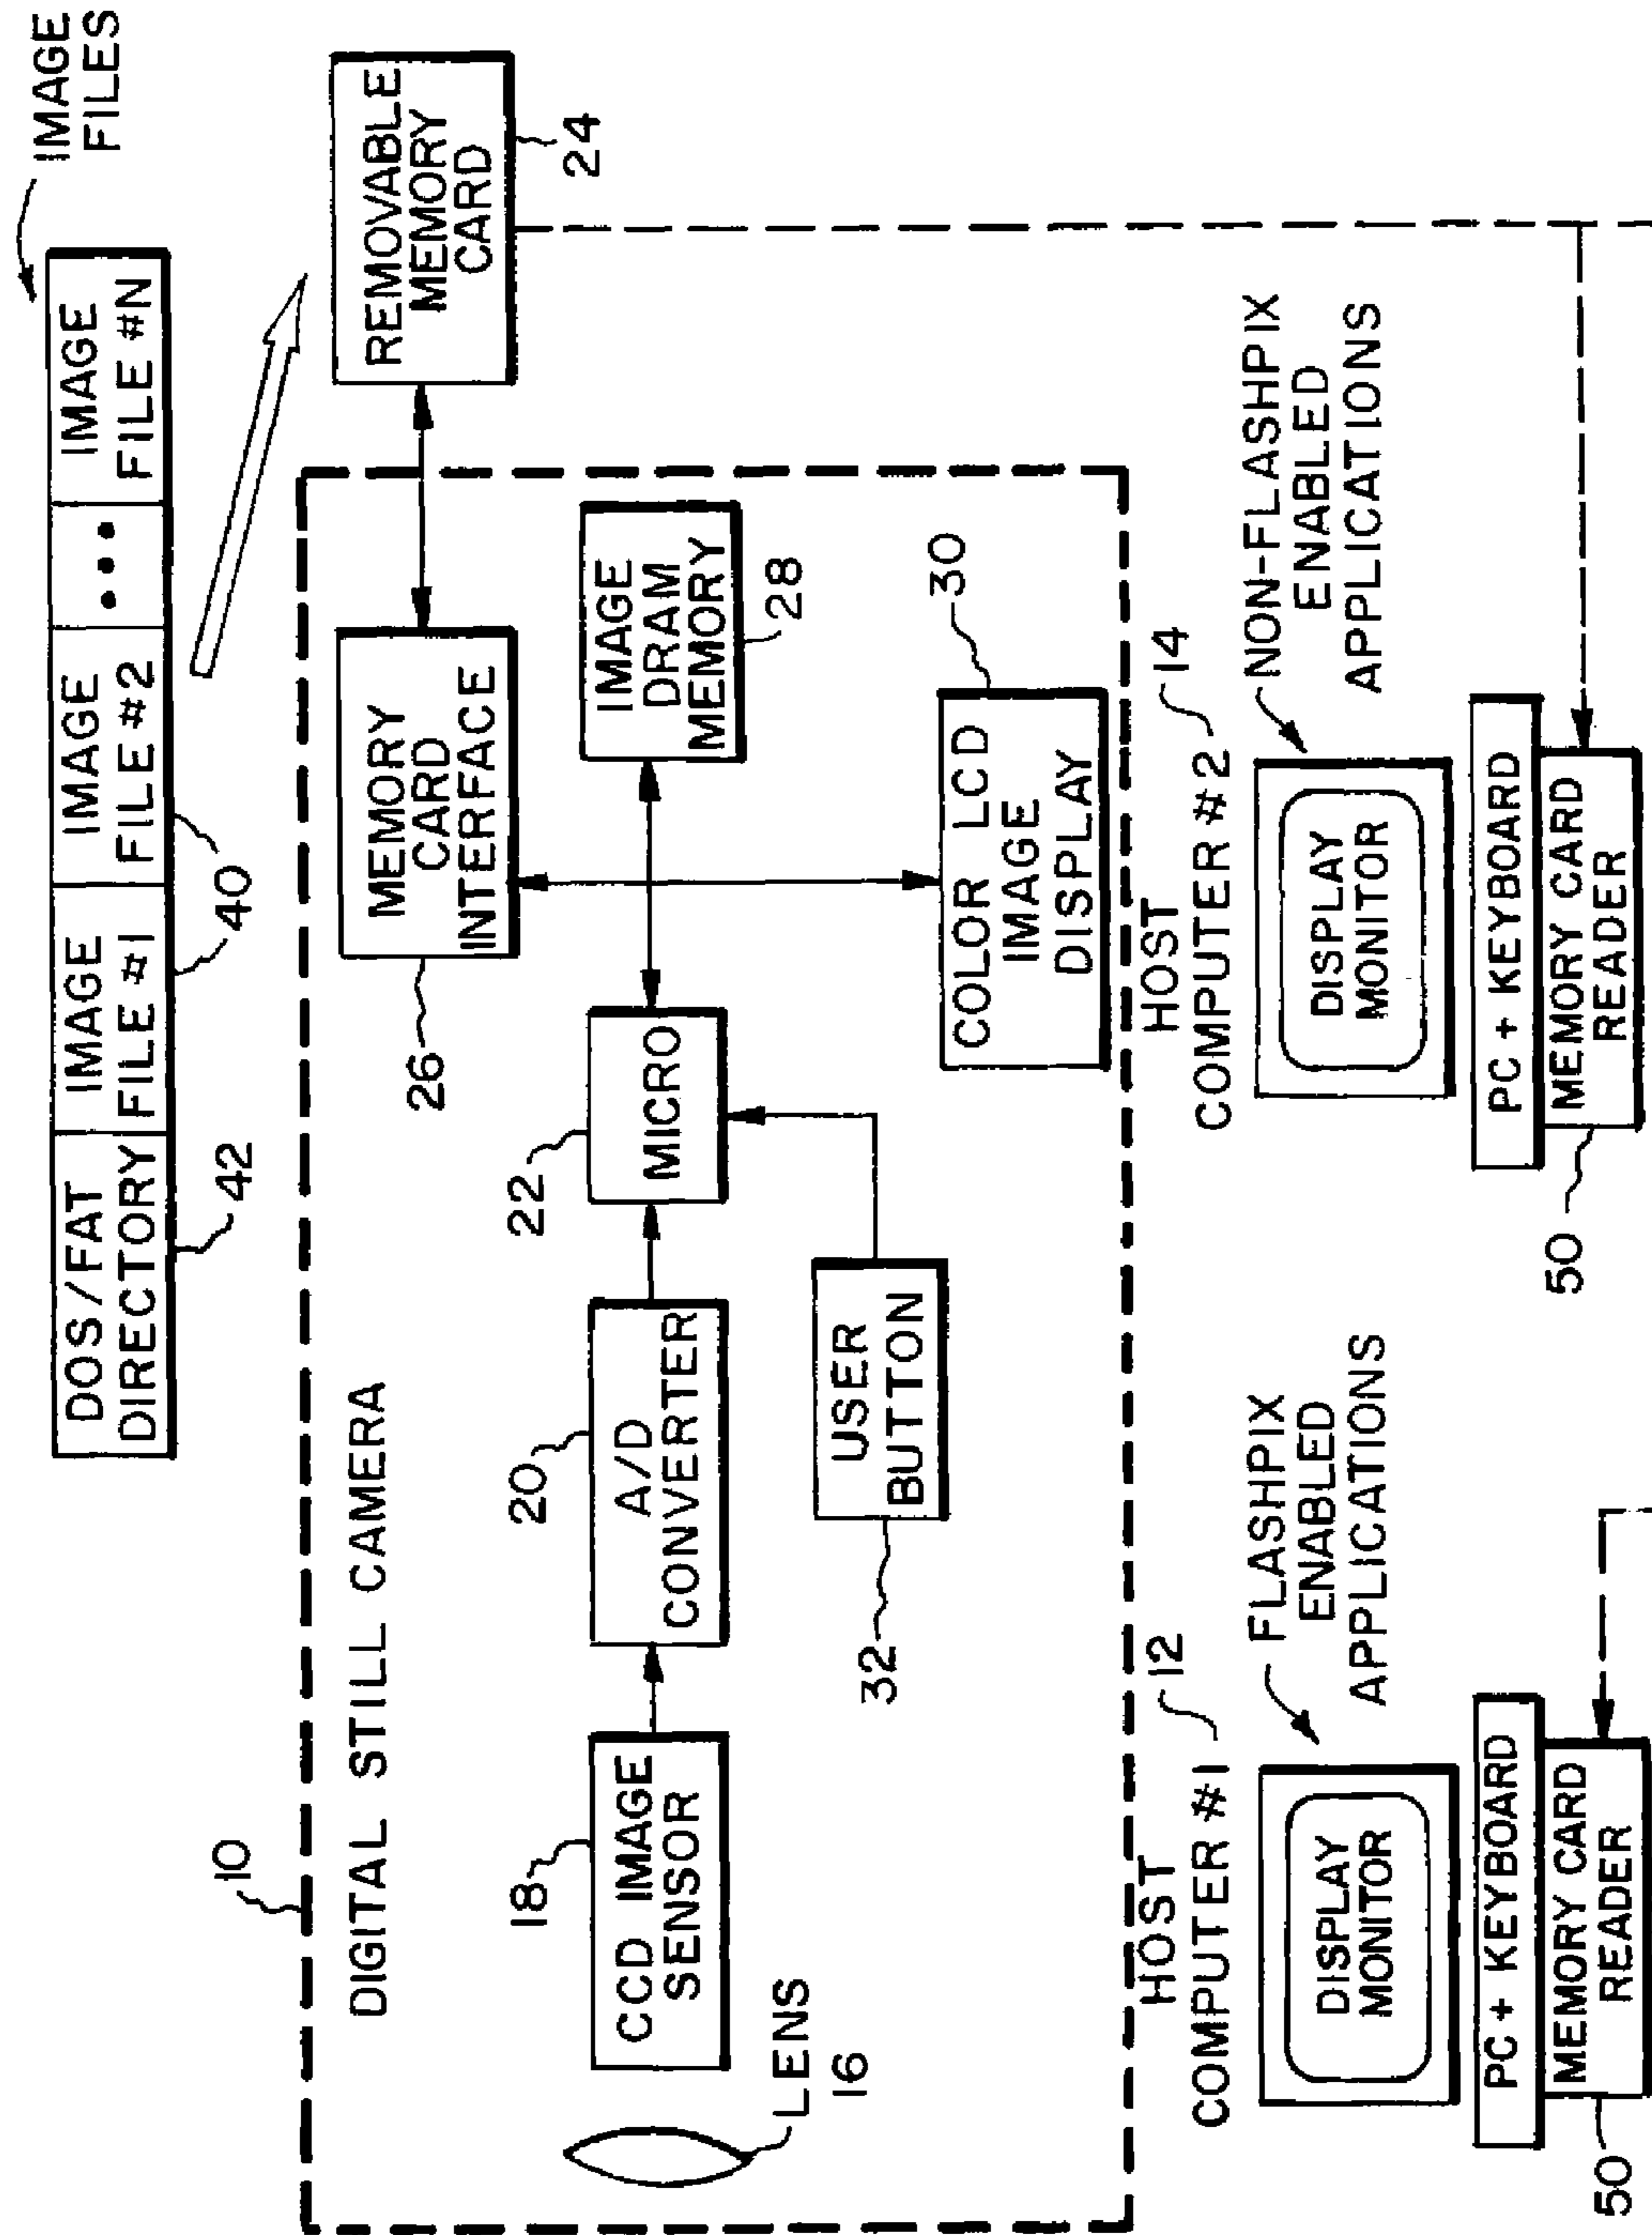 IMAGE
FILES
DOS/FAT
DIRECTORY
IMAGE
FILE #1
IMAGE
FILE #2
•••
IMAGE
FILE #N
42
40
10
DIGITAL STILL CAMERA
REMOVABLE
MEMORY
CARD
24
MEMORY
CARD
INTERFACE
26
LENS
16
18
CCD IMAGE
SENSOR
20
A/D
CONVERTER
22
MICRO
IMAGE
DRAM
MEMORY
28
32
USER
BUTTON
30
COLOR LCD
IMAGE
DISPLAY
HOST
COMPUTER #1
12
FLASHPIX
ENABLED
APPLICATIONS
DISPLAY
MONITOR
PC + KEYBOARD
MEMORY CARD
READER
50
HOST
COMPUTER #2
14
NON-FLASHPIX
ENABLED
APPLICATIONS
DISPLAY
MONITOR
PC + KEYBOARD
MEMORY CARD
READER
50